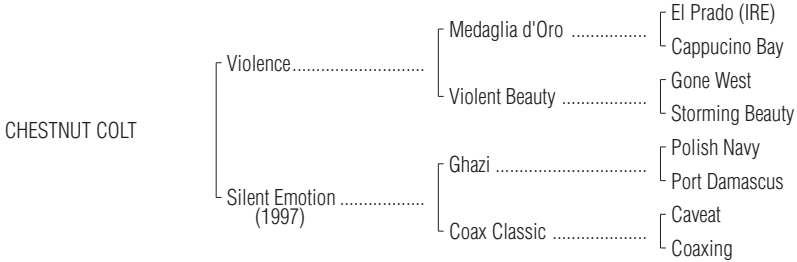 El Prado (IRE)
Medaglia d'Oro ................
Cappucino Bay
Violence...........................
Gone West
Violent Beauty ..................
Storming Beauty
CHESTNUT COLT
Polish Navy
Ghazi ................................
Port Damascus
Silent Emotion ..................
(1997)
Caveat
Coax Classic ....................
Coaxing